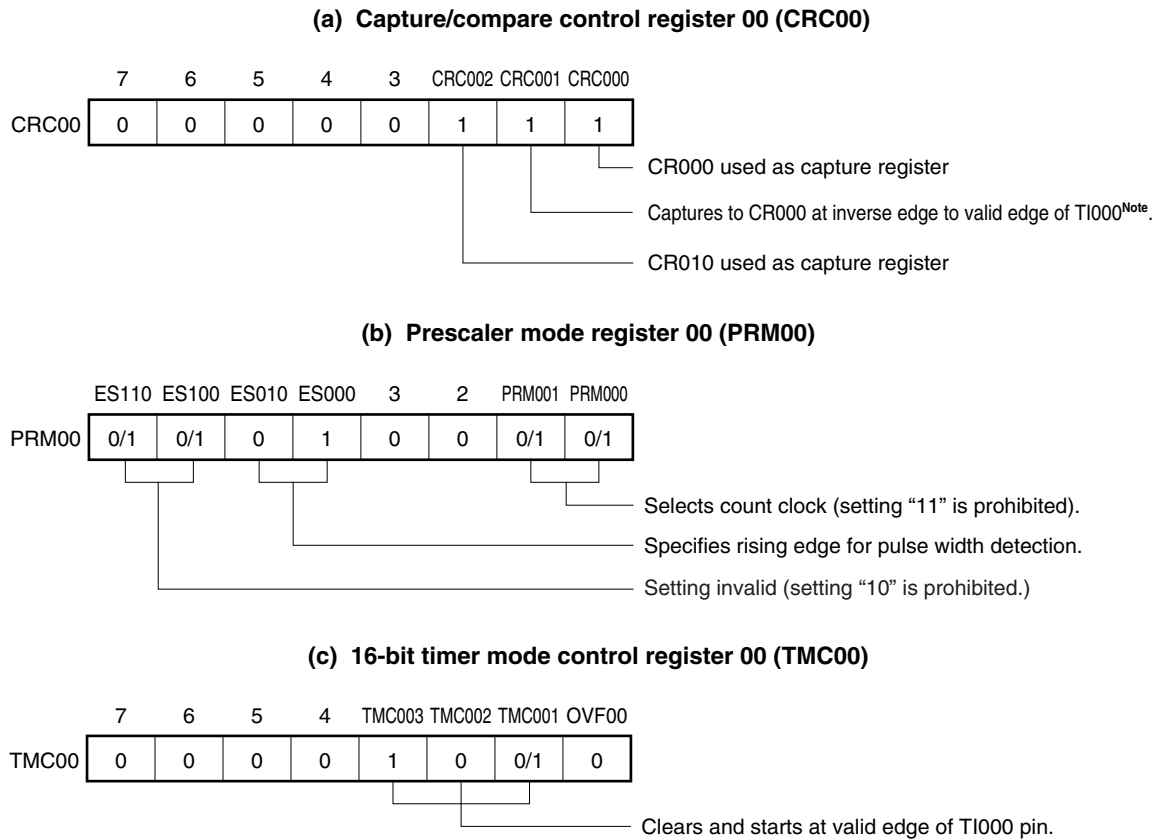 (a) Capture/compare control register 00 (CRC00)
7 6 5 4 3 CRC002 CRC001 CRC000
CRC00 0 0 0 0 0 1 1 1
CR000 used as capture register
Captures to CR000 at inverse edge to valid edge of TI000Note.
CR010 used as capture register
(b) Prescaler mode register 00 (PRM00)
ES110 ES100 ES010 ES000 3 2 PRM001 PRM000
PRM00 0/1 0/1 0 1 0 0 0/1 0/1
Selects count clock (setting “11” is prohibited).
Specifies rising edge for pulse width detection.
Setting invalid (setting “10” is prohibited.)
(c) 16-bit timer mode control register 00 (TMC00)
7 6 5 4 TMC003 TMC002 TMC001 OVF00
TMC00 0 0 0 0 1 0 0/1 0
Clears and starts at valid edge of TI000 pin.